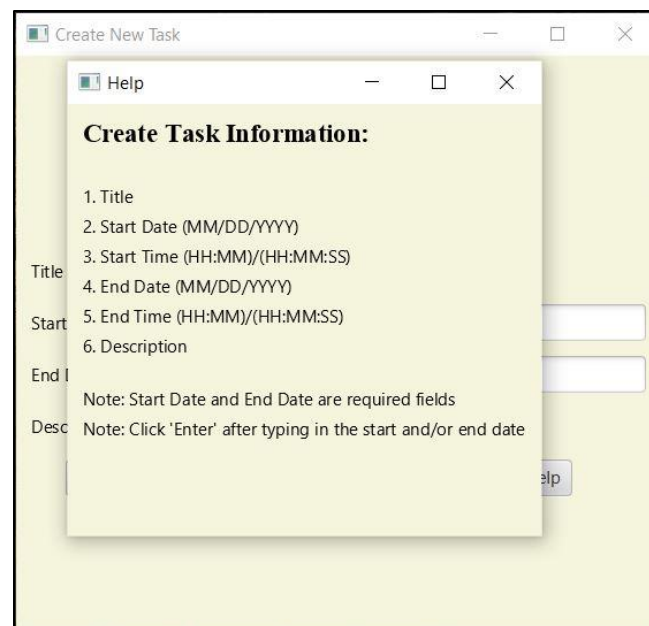 Create New Task
Help
Create Task Information:
1. Title
2. Start Date (MM/DD/YYYY)
3. Start Time (HH:MM)/(HH:MM:SS)
4. End Date (MM/DD/YYYY)
5. End Time (HH:MM)/(HH:MM:SS)
6. Description
Note: Start Date and End Date are required fields
Note: Click 'Enter' after typing in the start and/or end date
Title
Start
End